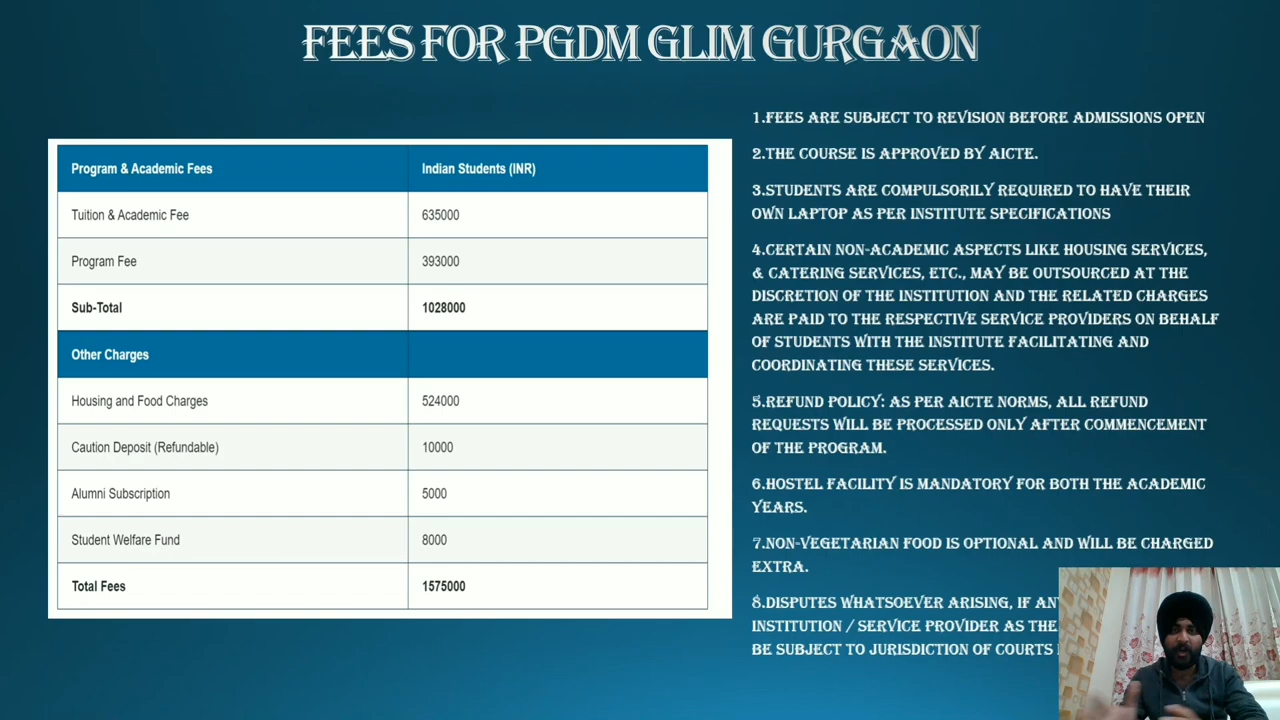 FEES FOR PGDM GLIM GURGAON
Program & Academic Fees Indian Students (INR)
Tuition & Academic Fee 635000
Program Fee 393000
Sub-Total 1028000
Other Charges
Housing and Food Charges 524000
Caution Deposit (Refundable) 10000
Alumni Subscription 5000
Student Welfare Fund 8000
Total Fees 1575000
1.FEES ARE SUBJECT TO REVISION BEFORE ADMISSIONS OPEN
2.THE COURSE IS APPROVED BY AICTE.
3.STUDENTS ARE COMPULSORILY REQUIRED TO HAVE THEIR
OWN LAPTOP AS PER INSTITUTE SPECIFICATIONS
4.CERTAIN NON-ACADEMIC ASPECTS LIKE HOUSING SERVICES,
& CATERING SERVICES, ETC., MAY BE OUTSOURCED AT THE
DISCRETION OF THE INSTITUTION AND THE RELATED CHARGES
ARE PAID TO THE RESPECTIVE SERVICE PROVIDERS ON BEHALF
OF STUDENTS WITH THE INSTITUTE FACILITATING AND
COORDINATING THESE SERVICES.
5.REFUND POLICY: AS PER AICTE NORMS, ALL REFUND
REQUESTS WILL BE PROCESSED ONLY AFTER COMMENCEMENT
OF THE PROGRAM.
6.HOSTEL FACILITY IS MANDATORY FOR BOTH THE ACADEMIC
YEARS.
7.NON-VEGETARIAN FOOD IS OPTIONAL AND WILL BE CHARGED
EXTRA.
8.DISPUTES WHATSOEVER ARISING, IF
INSTITUTION / SERVICE PROVIDER AS THE
BE SUBJECT TO JURISDICTION OF COURTS